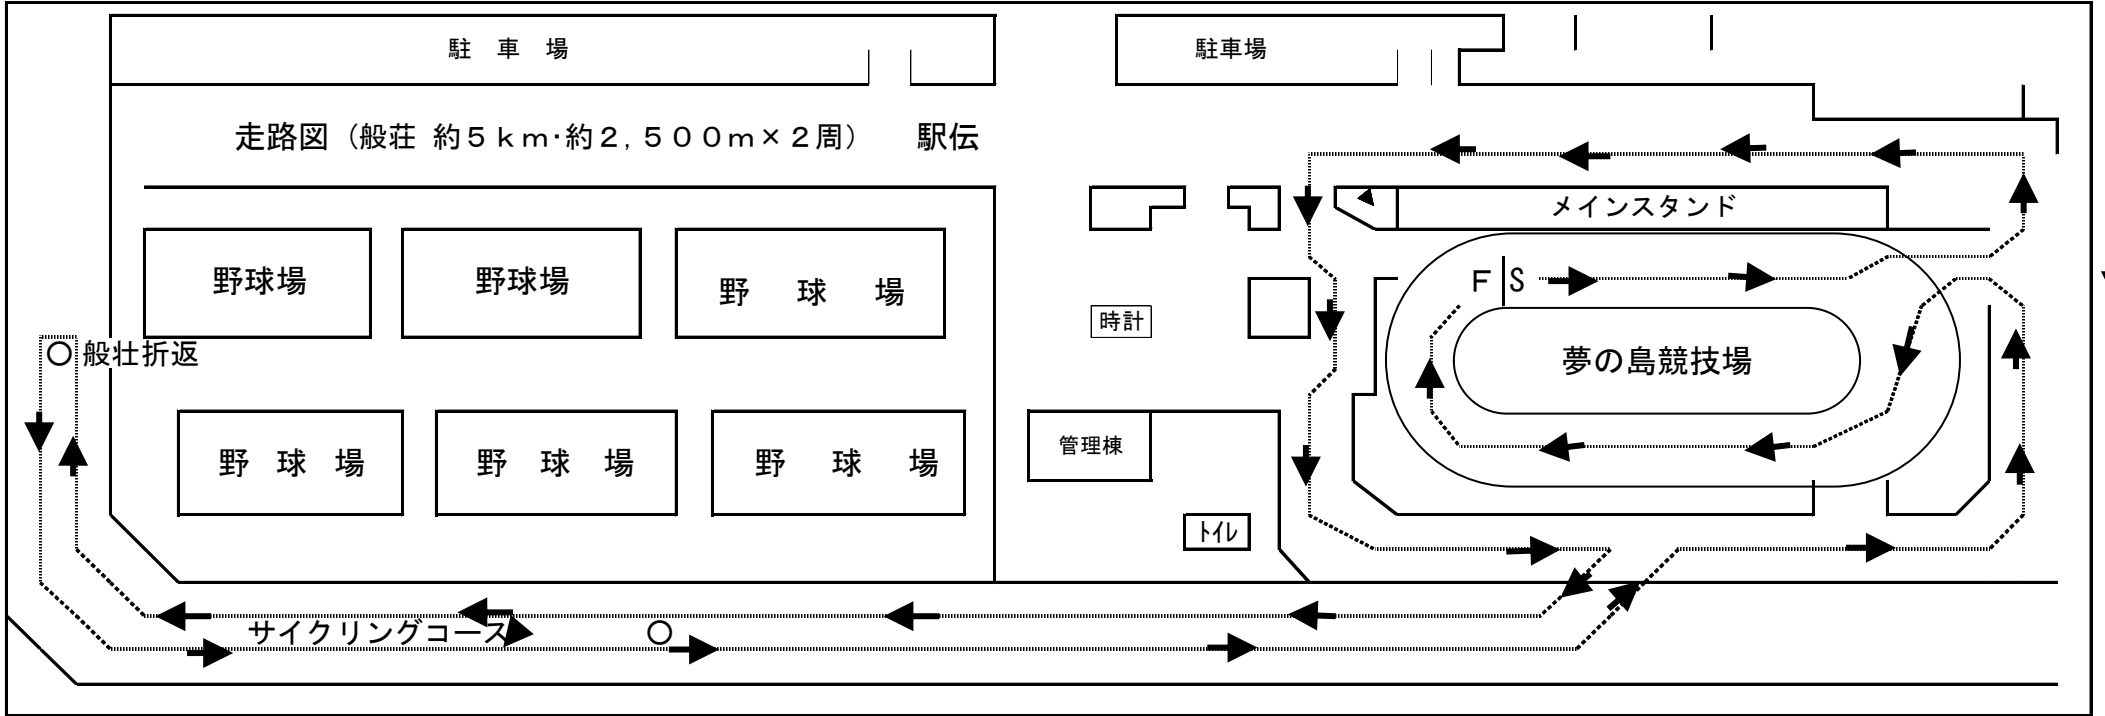 駐 車 場
駐車場
走路図（般荘 約５ｋｍ･約２,５００ｍ×２周） 駅伝
メインスタンド
野球場
野球場
野 球 場
F
S
時計
般壮折返
夢の島競技場
野 球 場
野 球 場
野 球 場
管理棟
ﾄｲﾚ
サイクリングコース